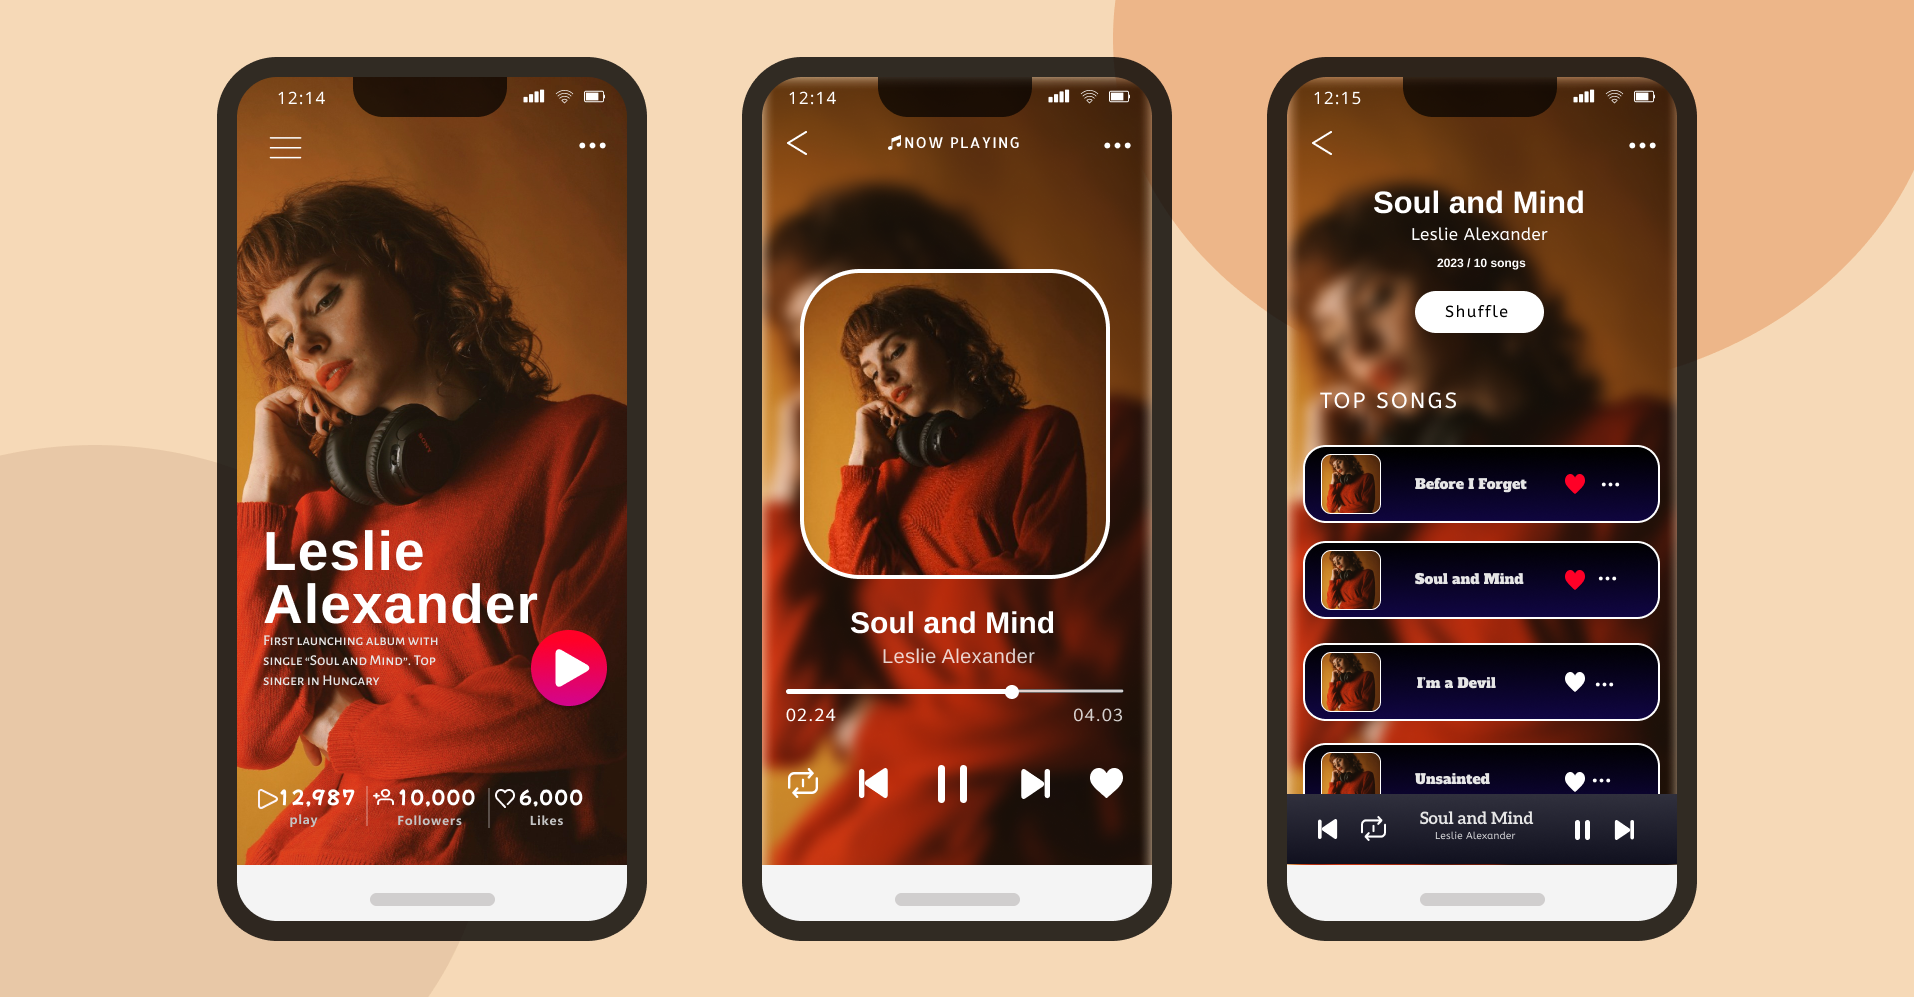 12:14
Leslie
Alexander
First launching album with
single “Soul and Mind”. Top
singer in Hungary
12,987
play
10,000
Followers
6,000
Likes
12:14
NOW PLAYING
Soul and Mind
Leslie Alexander
02.24
04.03
12:15
Soul and Mind
Leslie Alexander
2023 / 10 songs
Shuffle
TOP SONGS
Before I Forget
Soul and Mind
I'm a Devil
Unsainted
Soul and Mind
Leslie Alexander